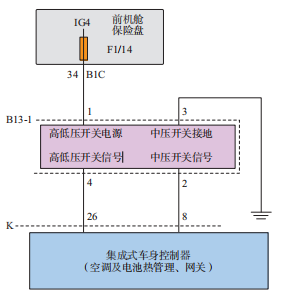 IG4
前机舱
保险盘
F1/14
34 B1C
1 3
B13-1
高低压开关电源 中压开关接地
高低压开关信号 中压开关信号
4 2
26 8
K
集成式车身控制器
（空调及电池热管理、网关）